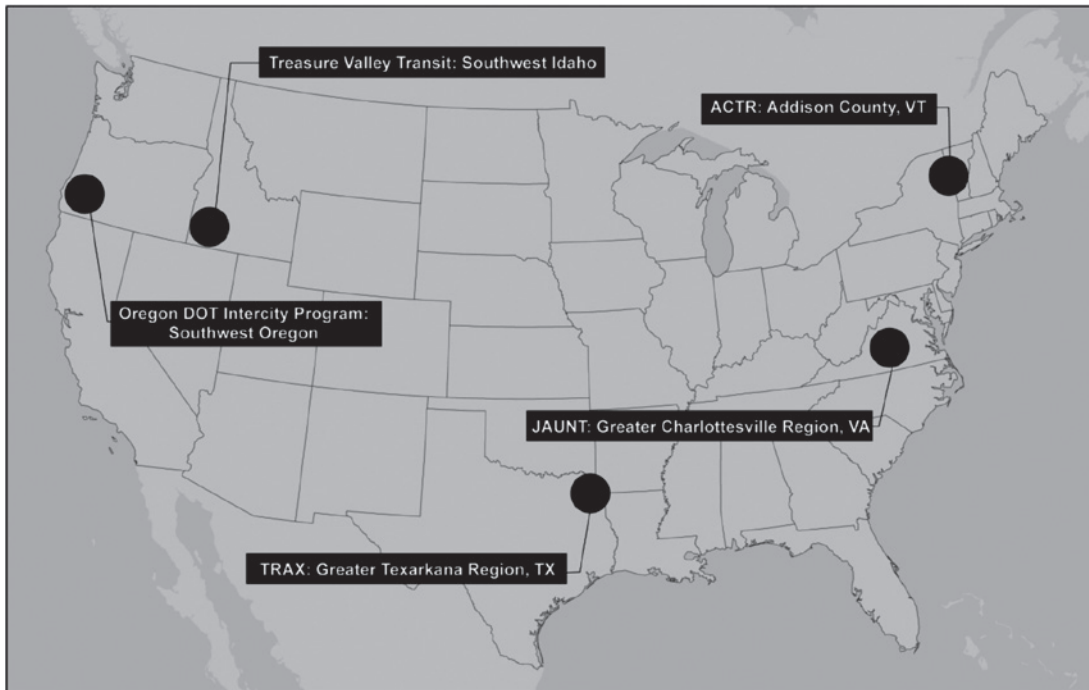 Treasure Valley Transit: Southwest Idaho
ACTR: Addison County, VT
Oregon DOT Intercity Program:
Southwest Oregon
JAUNT: Greater Charlottesville Region, VA
TRAX: Greater Texarkana Region, TX